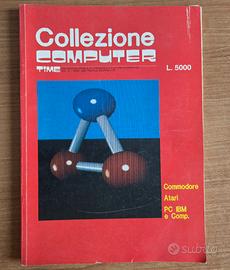 Collezione
COMPUTER
TIME
L. 5000
Commodore
Atari
PC IBM
e Comp.
subito